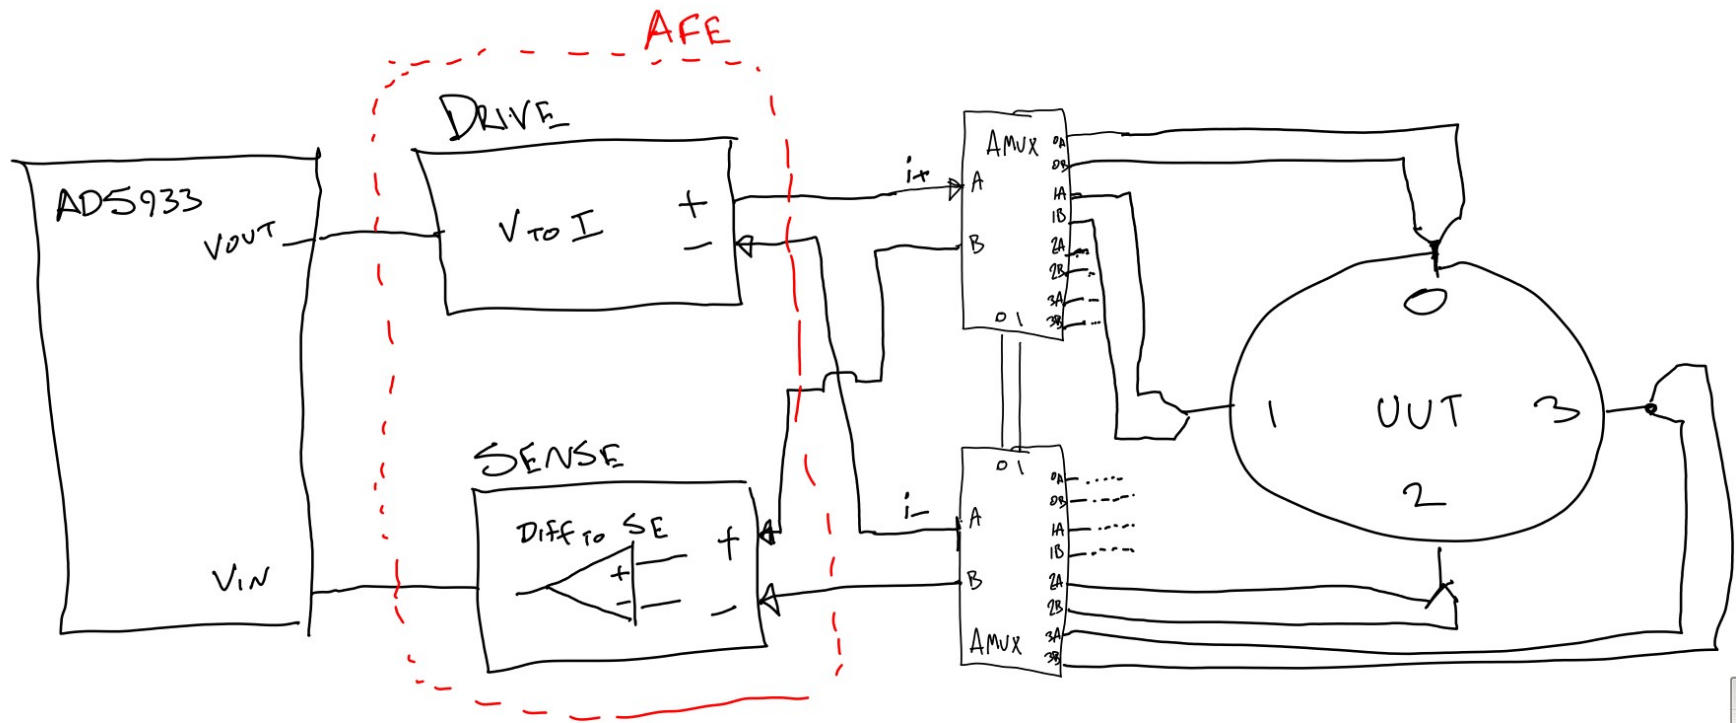 AFE
DRIVE
AD5933
VOUT
V TO I
+
-
i+
AMUX
A
B
0A
0B
1A
1B
2A
2B
3A
3B
0 1
0
1 UUT 3
2
SENSE
Diff TO SE
+
-
+
-
VIN
i-
0 1
A
B
AMUX
0A
0B
1A
1B
2A
2B
3A
3B